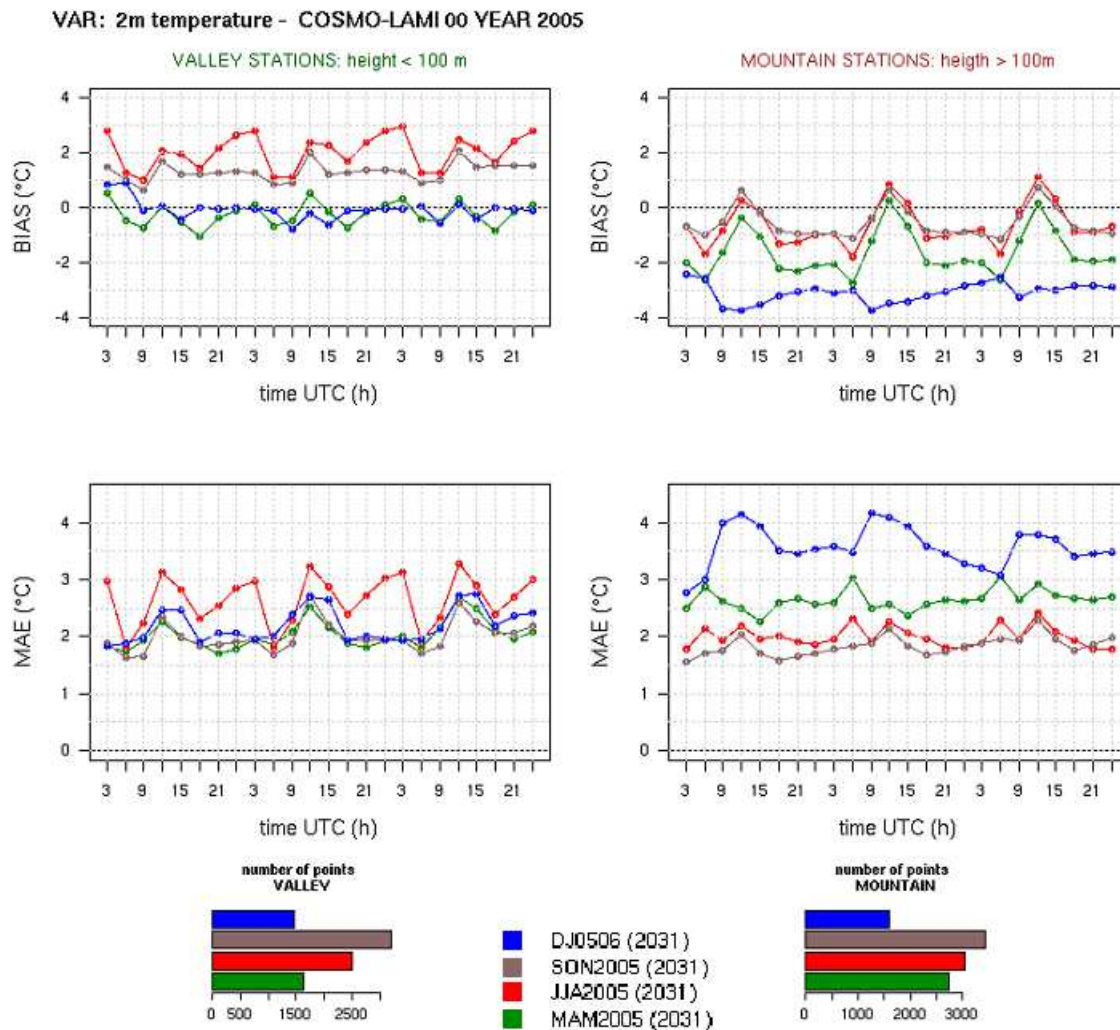 VAR: 2m temperature - COSMO-LAMI 00 YEAR 2005
VALLEY STATIONS: height < 100 m
MOUNTAIN STATIONS: heigth > 100m
4
2
0
-2
-4
BIAS (°C)
3 9 15 21 3 9 15 21 3 9 15 21
time UTC (h)
4
2
0
-2
-4
BIAS (°C)
3 9 15 21 3 9 15 21 3 9 15 21
time UTC (h)
4
3
2
1
0
MAE (°C)
3 9 15 21 3 9 15 21 3 9 15 21
time UTC (h)
4
3
2
1
0
MAE (°C)
3 9 15 21 3 9 15 21 3 9 15 21
time UTC (h)
number of points
VALLEY
0 500 1500 2500
DJ0506 (2031)
SON2005 (2031)
JJA2005 (2031)
MAM2005 (2031)
number of points
MOUNTAIN
0 1000 2000 3000